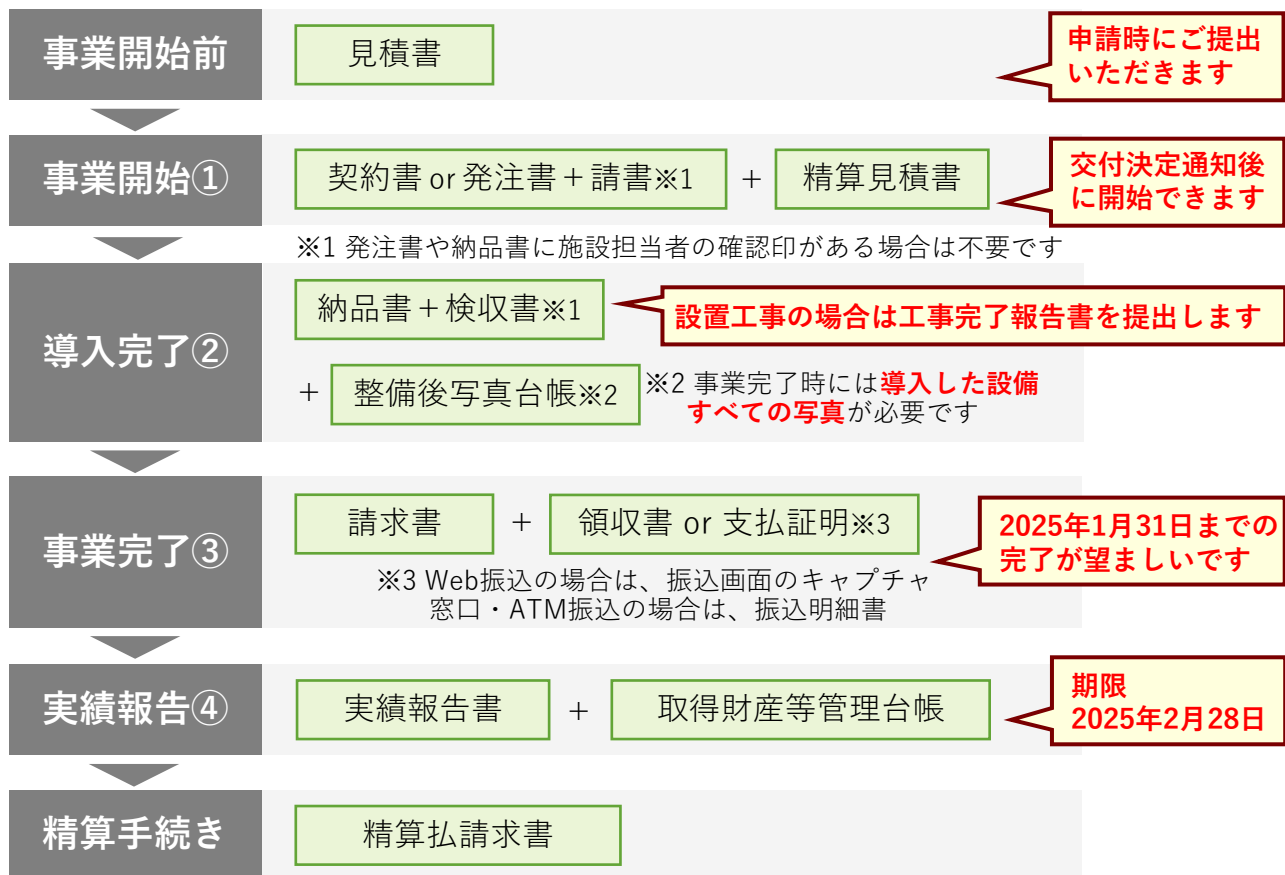 事業開始前
見積書
申請時にご提出
いただきます
事業開始①
契約書 or 発注書＋請書※1 ＋ 精算見積書
交付決定通知後
に開始できます
※1 発注書や納品書に施設担当者の確認印がある場合は不要です
導入完了②
納品書＋検収書※1
設置工事の場合は工事完了報告書を提出します
＋ 整備後写真台帳※2
※2 事業完了時には導入した設備
すべての写真が必要です
事業完了③
請求書 ＋ 領収書 or 支払証明※3
2025年1月31日までの
完了が望ましいです
※3 Web振込の場合は、振込画面のキャプチャ
窓口・ATM振込の場合は、振込明細書
実績報告④
実績報告書 ＋ 取得財産等管理台帳
期限
2025年2月28日
精算手続き
精算払請求書